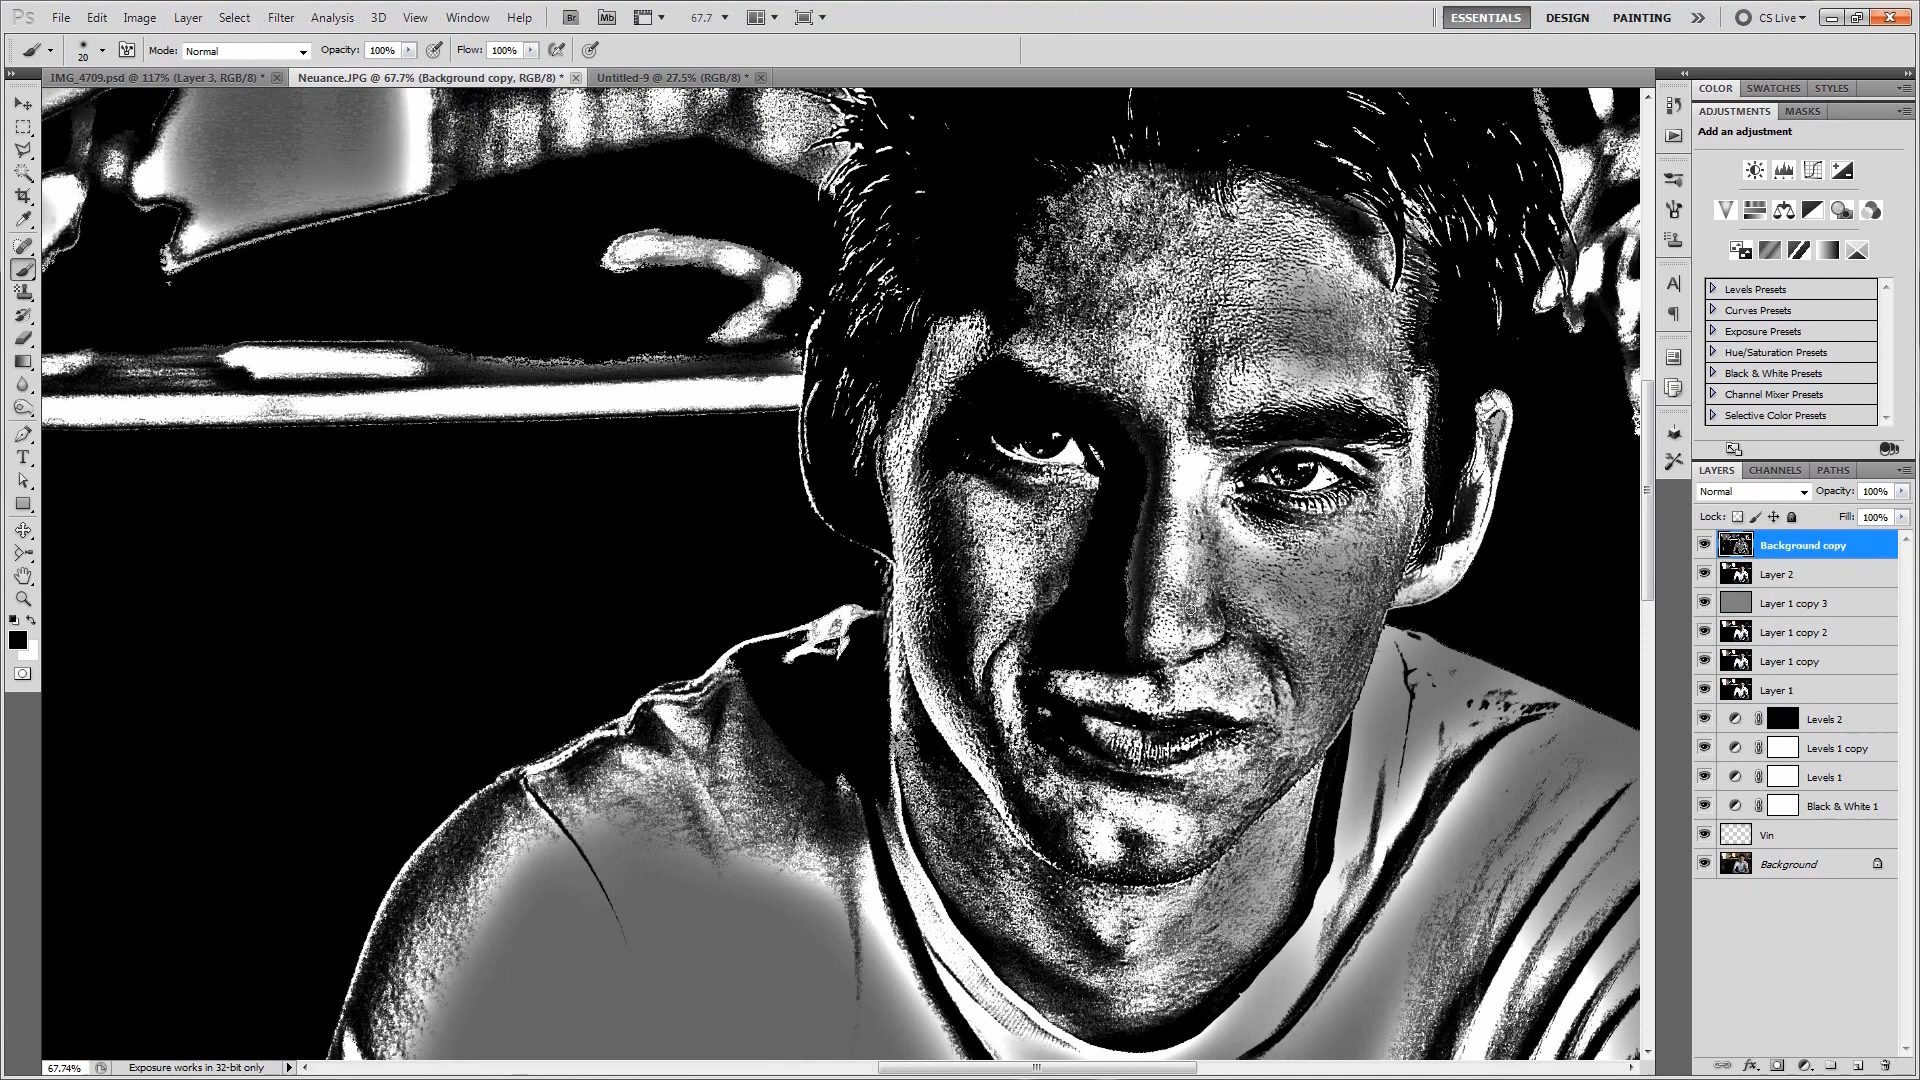 Ps File Edit Image Layer Select Filter Analysis 3D View Window Help Br Mb 67.7 ESSENTIALS DESIGN PAINTING CS Live
20 Mode: Normal Opacity: 100% Flow: 100%
IMG_4709.psd @ 117% (Layer 3, RGB/8) * Neuance.JPG @ 67.7% (Background copy, RGB/8) * Untitled-9 @ 27.5% (RGB/8) *
COLOR SWATCHES STYLES
ADJUSTMENTS MASKS
Add an adjustment
Levels Presets
Curves Presets
Exposure Presets
Hue/Saturation Presets
Black & White Presets
Channel Mixer Presets
Selective Color Presets
LAYERS CHANNELS PATHS
Normal Opacity: 100%
Lock: Fill: 100%
Background copy
Layer 2
Layer 1 copy 3
Layer 1 copy 2
Layer 1 copy
Layer 1
Levels 2
Levels 1 copy
Levels 1
Black & White 1
Vin
Background
67.74% Exposure works in 32-bit only